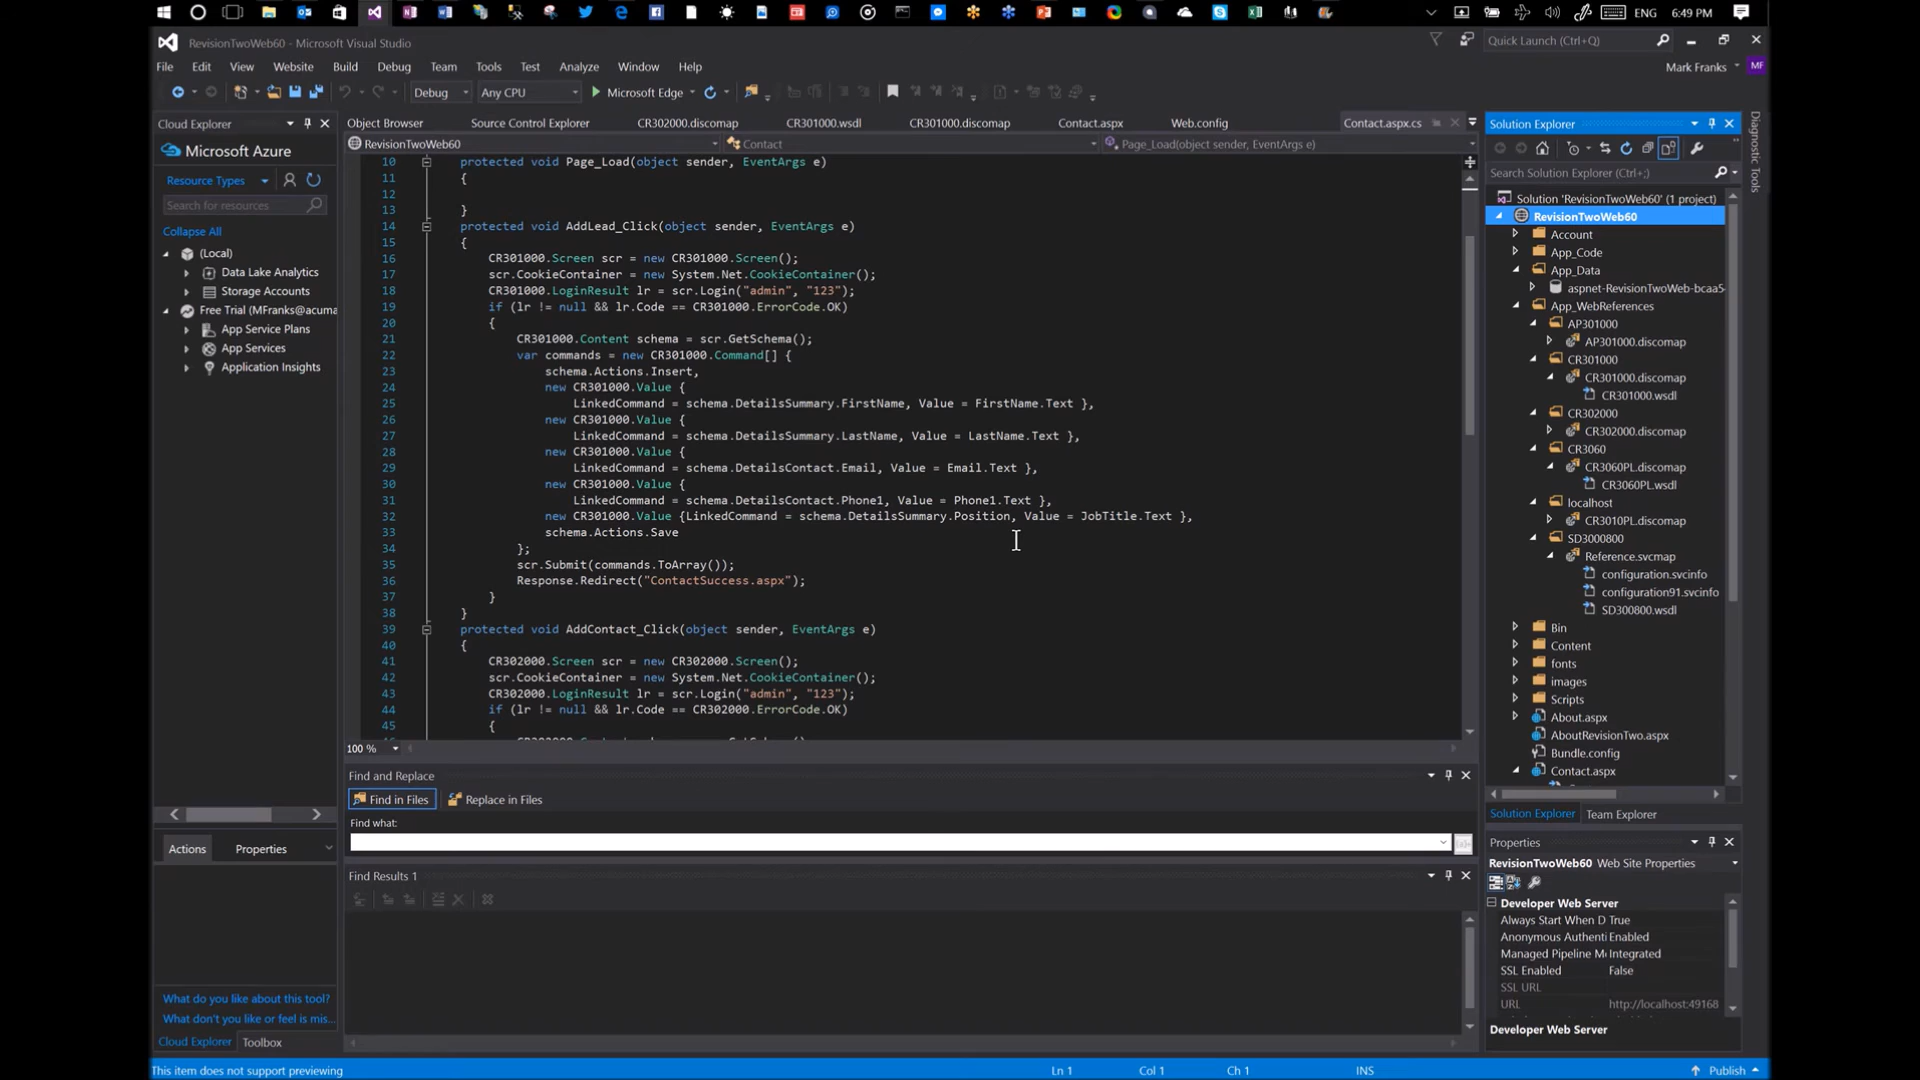 ENG
6:49 PM
RevisionTwoWeb60 - Microsoft Visual Studio
Quick Launch (Ctrl+Q)
File Edit View Website Build Debug Team Tools Test Analyze Window Help
Mark Franks MF
Debug Any CPU Microsoft Edge
Cloud Explorer
Object Browser Source Control Explorer CR302000.discomap CR301000.wsdl CR301000.discomap Contact.aspx Web.config Contact.aspx.cs
RevisionTwoWeb60 Contact Page_Load(object sender, EventArgs e)
Microsoft Azure
Resource Types
Search for resources
Collapse All
(Local)
Data Lake Analytics
Storage Accounts
Free Trial (MFranks@acuma
App Service Plans
App Services
Application Insights
10 protected void Page_Load(object sender, EventArgs e)
11 {
12
13 }
14 protected void AddLead_Click(object sender, EventArgs e)
15 {
16 CR301000.Screen scr = new CR301000.Screen();
17 scr.CookieContainer = new System.Net.CookieContainer();
18 CR301000.LoginResult lr = scr.Login("admin", "123");
19 if (lr != null && lr.Code == CR301000.ErrorCode.OK)
20 {
21 CR301000.Content schema = scr.GetSchema();
22 var commands = new CR301000.Command[] {
23 schema.Actions.Insert,
24 new CR301000.Value {
25 LinkedCommand = schema.DetailsSummary.FirstName, Value = FirstName.Text },
26 new CR301000.Value {
27 LinkedCommand = schema.DetailsSummary.LastName, Value = LastName.Text },
28 new CR301000.Value {
29 LinkedCommand = schema.DetailsContact.Email, Value = Email.Text },
30 new CR301000.Value {
31 LinkedCommand = schema.DetailsContact.Phone1, Value = Phone1.Text },
32 new CR301000.Value {LinkedCommand = schema.DetailsSummary.Position, Value = JobTitle.Text },
33 schema.Actions.Save
34 };
35 scr.Submit(commands.ToArray());
36 Response.Redirect("ContactSuccess.aspx");
37 }
38 }
39 protected void AddContact_Click(object sender, EventArgs e)
40 {
41 CR302000.Screen scr = new CR302000.Screen();
42 scr.CookieContainer = new System.Net.CookieContainer();
43 CR302000.LoginResult lr = scr.Login("admin", "123");
44 if (lr != null && lr.Code == CR302000.ErrorCode.OK)
45 {
100 %
Find and Replace
Find in Files Replace in Files
Find what:
Find Results 1
Actions Properties
What do you like about this tool?
What don't you like or feel is mis...
Cloud Explorer Toolbox
Solution Explorer
Search Solution Explorer (Ctrl+;)
Solution 'RevisionTwoWeb60' (1 project)
RevisionTwoWeb60
Account
App_Code
App_Data
aspnet-RevisionTwoWeb-bcaa5
App_WebReferences
AP301000
AP301000.discomap
CR301000
CR301000.discomap
CR301000.wsdl
CR302000
CR302000.discomap
CR3060
CR3060PL.discomap
CR3060PL.wsdl
localhost
CR3010PL.discomap
SD3000800
Reference.svcmap
configuration.svcinfo
configuration91.svcinfo
SD300800.wsdl
Bin
Content
fonts
images
Scripts
About.aspx
AboutRevisionTwo.aspx
Bundle.config
Contact.aspx
Solution Explorer Team Explorer
Properties
RevisionTwoWeb60 Web Site Properties
Developer Web Server
Always Start When D True
Anonymous Authenti Enabled
Managed Pipeline Mo Integrated
SSL Enabled False
SSL URL
URL http://localhost:49168
Developer Web Server
Diagnostic Tools
This item does not support previewing
Ln 1 Col 1 Ch 1 INS Publish